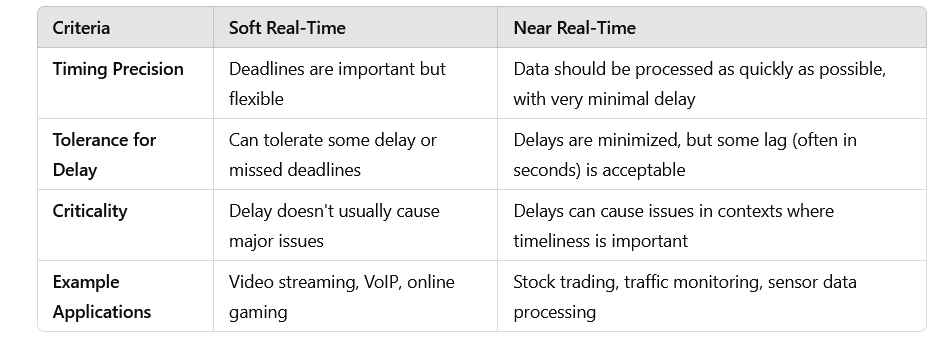 Criteria
Soft Real-Time
Near Real-Time
Timing Precision
Deadlines are important but
flexible
Data should be processed as quickly as possible,
with very minimal delay
Tolerance for
Delay
Can tolerate some delay or
missed deadlines
Delays are minimized, but some lag (often in
seconds) is acceptable
Criticality
Delay doesn't usually cause
major issues
Delays can cause issues in contexts where
timeliness is important
Example
Applications
Video streaming, VoIP, online
gaming
Stock trading, traffic monitoring, sensor data
processing